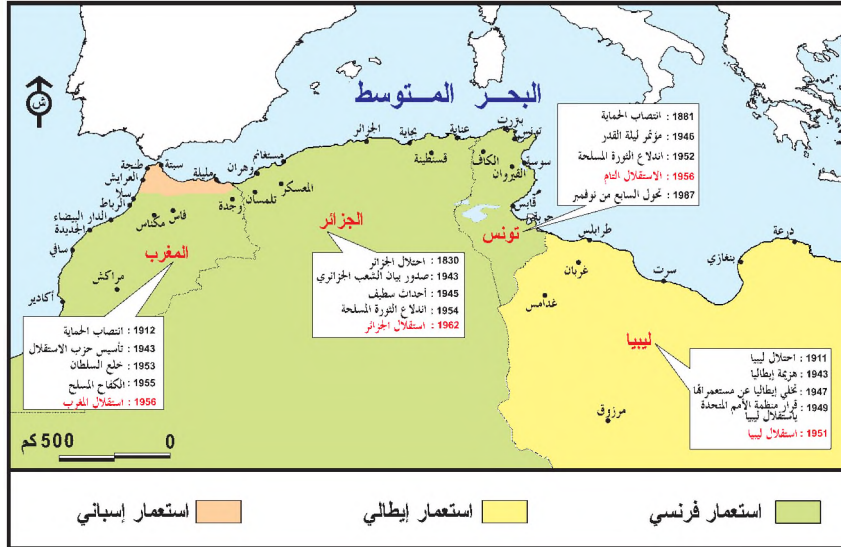 البحر المتوسط
ش
1881 : انتصاب الحماية
1946 : مؤتمر ليلة القدر
1952 : اندلاع الثورة المسلحة
1956 : الاستقلال التام
1987 : تحول السابع من نوفمبر
بنزرت
تونس
عنابة
بجاية
الجزائر
مستغانم
وهران
مليلة
سبتة
طنجة
العرايش
سلا
الرباط
الدار البيضاء
الجديدة
سافي
أكادير
مراكش
مكناس
فاس
وجدة
تلمسان
المعسكر
قسنطينة
الكاف
سوسة
القيروان
قابس
جربة
طرابلس
غريان
غدامس
سرت
بنغازي
درعة
مرزوق
المغرب
الجزائر
تونس
ليبيا
1830 : احتلال الجزائر
1943 : صدور بيان الشعب الجزائري
1945 : أحداث سطيف
1954 : اندلاع الثورة المسلحة
1962 : استقلال الجزائر
1912 : انتصاب الحماية
1943 : تأسيس حزب الاستقلال
1953 : خلع السلطان
1955 : الكفاح المسلح
1956 : استقلال المغرب
1911 : احتلال ليبيا
1943 : هزيمة إيطاليا
1947 : تخلي إيطاليا عن مستعمراتها
1949 : قرار منظمة الأمم المتحدة
باستقلال ليبيا
1951 : استقلال ليبيا
0
500 كم
استعمار فرنسي
استعمار إيطالي
استعمار إسباني